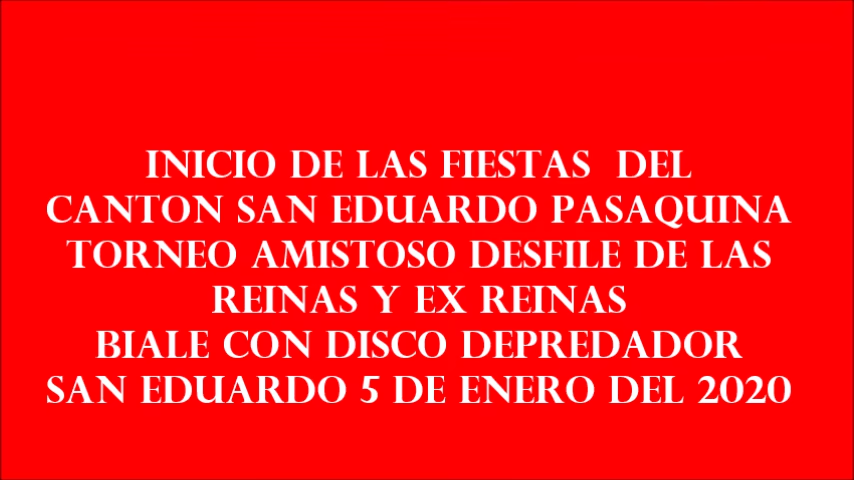 INICIO DE LAS FIESTAS  DEL
CANTON SAN EDUARDO PASAQUINA
TORNEO AMISTOSO DESFILE DE LAS
REINAS Y EX REINAS
BIALE CON DISCO DEPREDADOR
SAN EDUARDO 5 DE ENERO DEL 2020